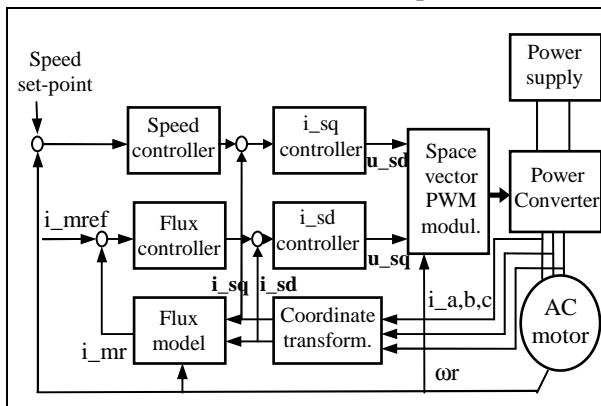 Speed
set-point
Speed
controller
i_sq
controller
u_sd
Space
vector
PWM
modul.
Power
supply
Power
Converter
i_mref
Flux
controller
i_sd
controller
u_sq
i_sq
i_sd
i_a,b,c
i_mr
Flux
model
Coordinate
transform.
AC
motor
ωr